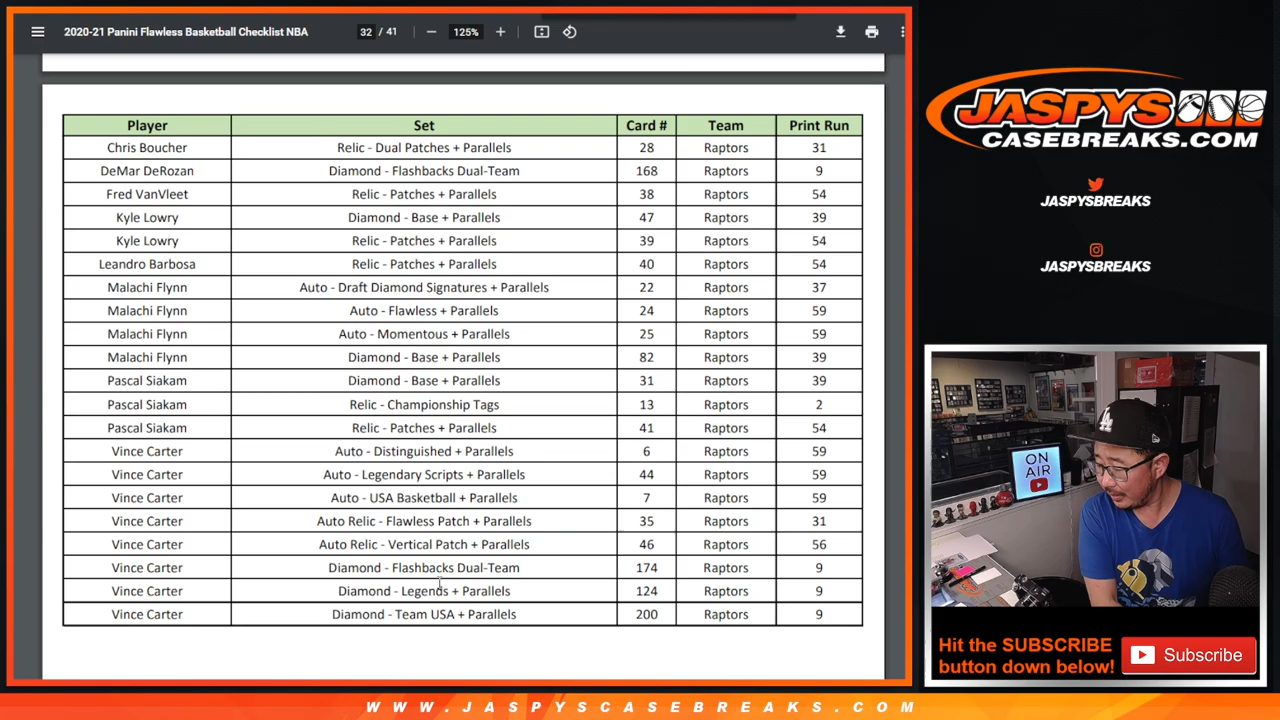 2020-21 Panini Flawless Basketball Checklist NBA 32 / 41 125%
Player Set Card # Team Print Run
Chris Boucher Relic - Dual Patches + Parallels 28 Raptors 31
DeMar DeRozan Diamond - Flashbacks Dual-Team 168 Raptors 9
Fred VanVleet Relic - Patches + Parallels 38 Raptors 54
Kyle Lowry Diamond - Base + Parallels 47 Raptors 39
Kyle Lowry Relic - Patches + Parallels 39 Raptors 54
Leandro Barbosa Relic - Patches + Parallels 40 Raptors 54
Malachi Flynn Auto - Draft Diamond Signatures + Parallels 22 Raptors 37
Malachi Flynn Auto - Flawless + Parallels 24 Raptors 59
Malachi Flynn Auto - Momentous + Parallels 25 Raptors 59
Malachi Flynn Diamond - Base + Parallels 82 Raptors 39
Pascal Siakam Diamond - Base + Parallels 31 Raptors 39
Pascal Siakam Relic - Championship Tags 13 Raptors 2
Pascal Siakam Relic - Patches + Parallels 41 Raptors 54
Vince Carter Auto - Distinguished + Parallels 6 Raptors 59
Vince Carter Auto - Legendary Scripts + Parallels 44 Raptors 59
Vince Carter Auto - USA Basketball + Parallels 7 Raptors 59
Vince Carter Auto Relic - Flawless Patch + Parallels 35 Raptors 31
Vince Carter Auto Relic - Vertical Patch + Parallels 46 Raptors 56
Vince Carter Diamond - Flashbacks Dual-Team 174 Raptors 9
Vince Carter Diamond - Legends + Parallels 124 Raptors 9
Vince Carter Diamond - Team USA + Parallels 200 Raptors 9
JASPYS
CASEBREAKS.COM
JASPYSBREAKS
JASPYSBREAKS
LA
ON
AIR
Hit the SUBSCRIBE
button down below!
Subscribe
WWW.JASPYSCASEBREAKS.COM